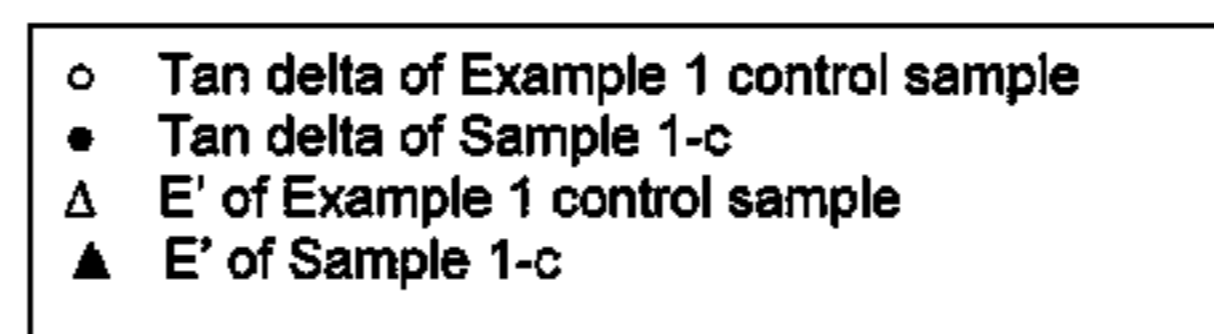 Tan delta of Example 1 control sample
Tan delta of Sample 1-c
E' of Example 1 control sample
E’ of Sample 1-c